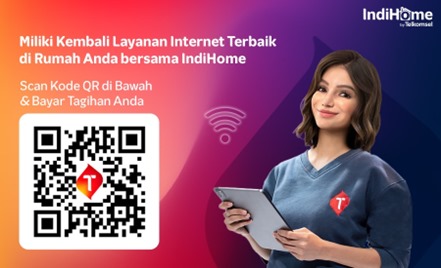 IndiHome
by Telkomsel
Miliki Kembali Layanan Internet Terbaik
di Rumah Anda bersama IndiHome
Scan Kode QR di Bawah
& Bayar Tagihan Anda
T
T